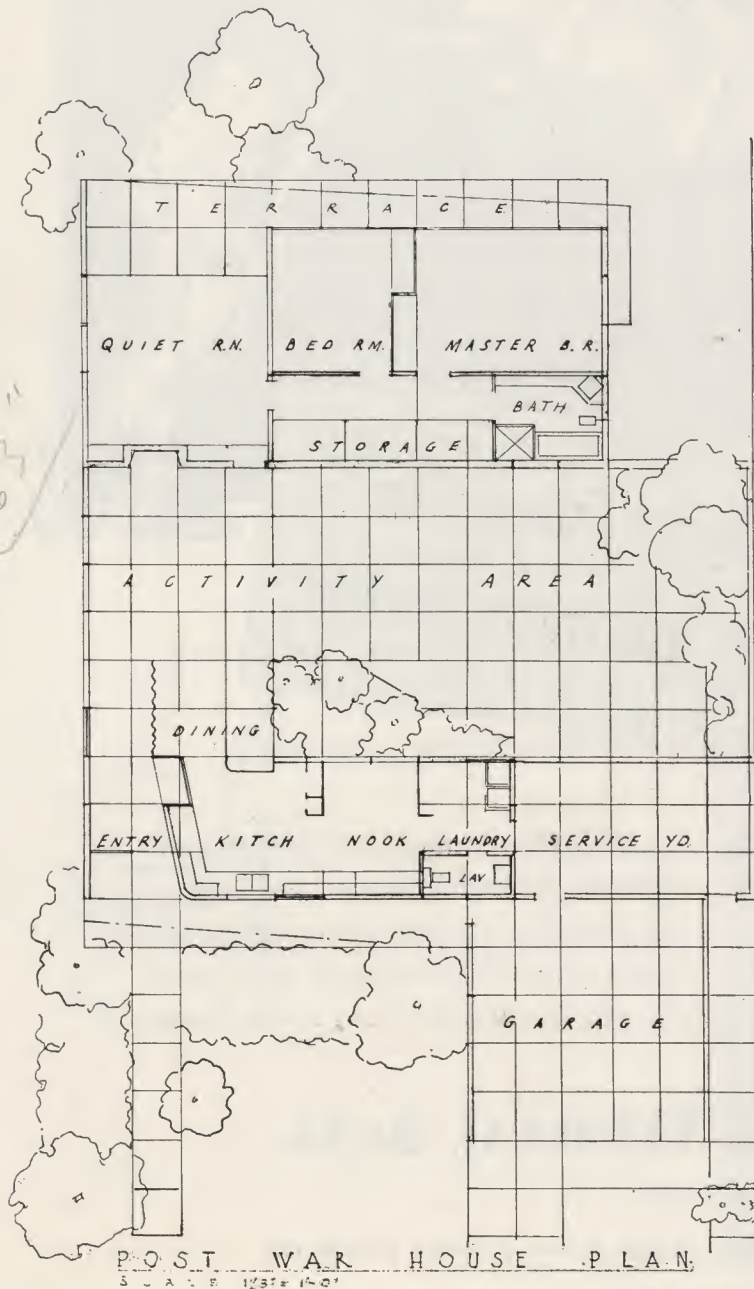 TERRACE
QUIET R.N. BED RM. MASTER B.R.
BATH
STORAGE
ACTIVITY AREA
DINING
ENTRY KITCH NOOK LAUNDRY SERVICE YD.
LAV
GARAGE
POST WAR HOUSE PLAN.
SCALE